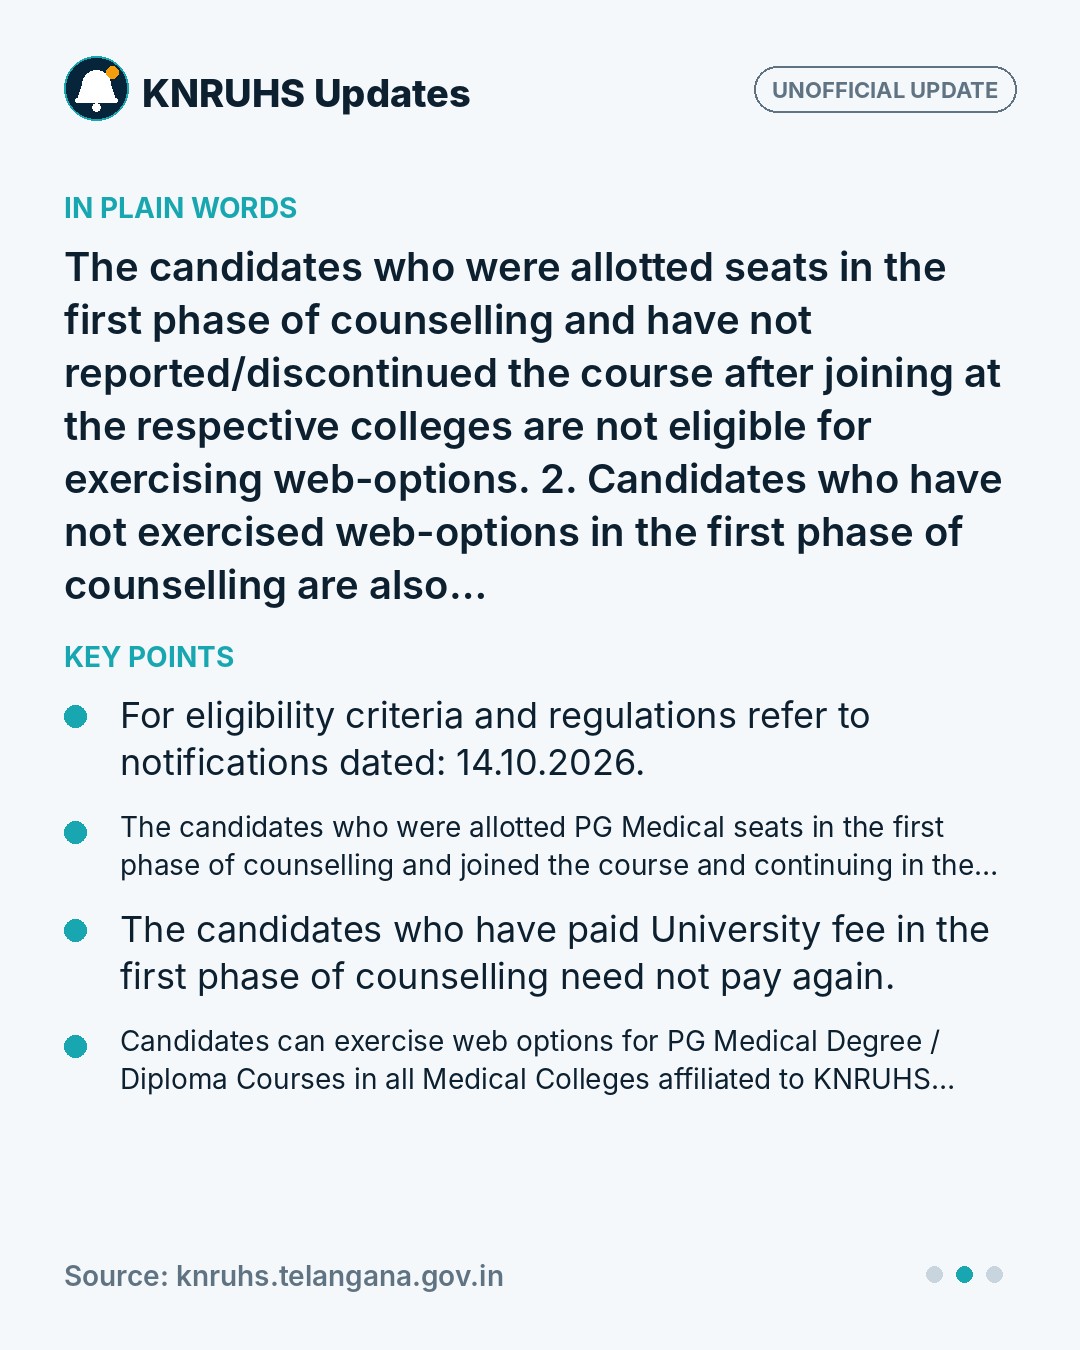 KNRUHS Updates
UNOFFICIAL UPDATE
IN PLAIN WORDS
The candidates who were allotted seats in the
first phase of counselling and have not
reported/discontinued the course after joining at
the respective colleges are not eligible for
exercising web-options. 2. Candidates who have
not exercised web-options in the first phase of
counselling are also...
KEY POINTS
For eligibility criteria and regulations refer to
notifications dated: 14.10.2026.
The candidates who were allotted PG Medical seats in the first
phase of counselling and joined the course and continuing in the...
The candidates who have paid University fee in the
first phase of counselling need not pay again.
Candidates can exercise web options for PG Medical Degree /
Diploma Courses in all Medical Colleges affiliated to KNRUHS...
Source: knruhs.telangana.gov.in